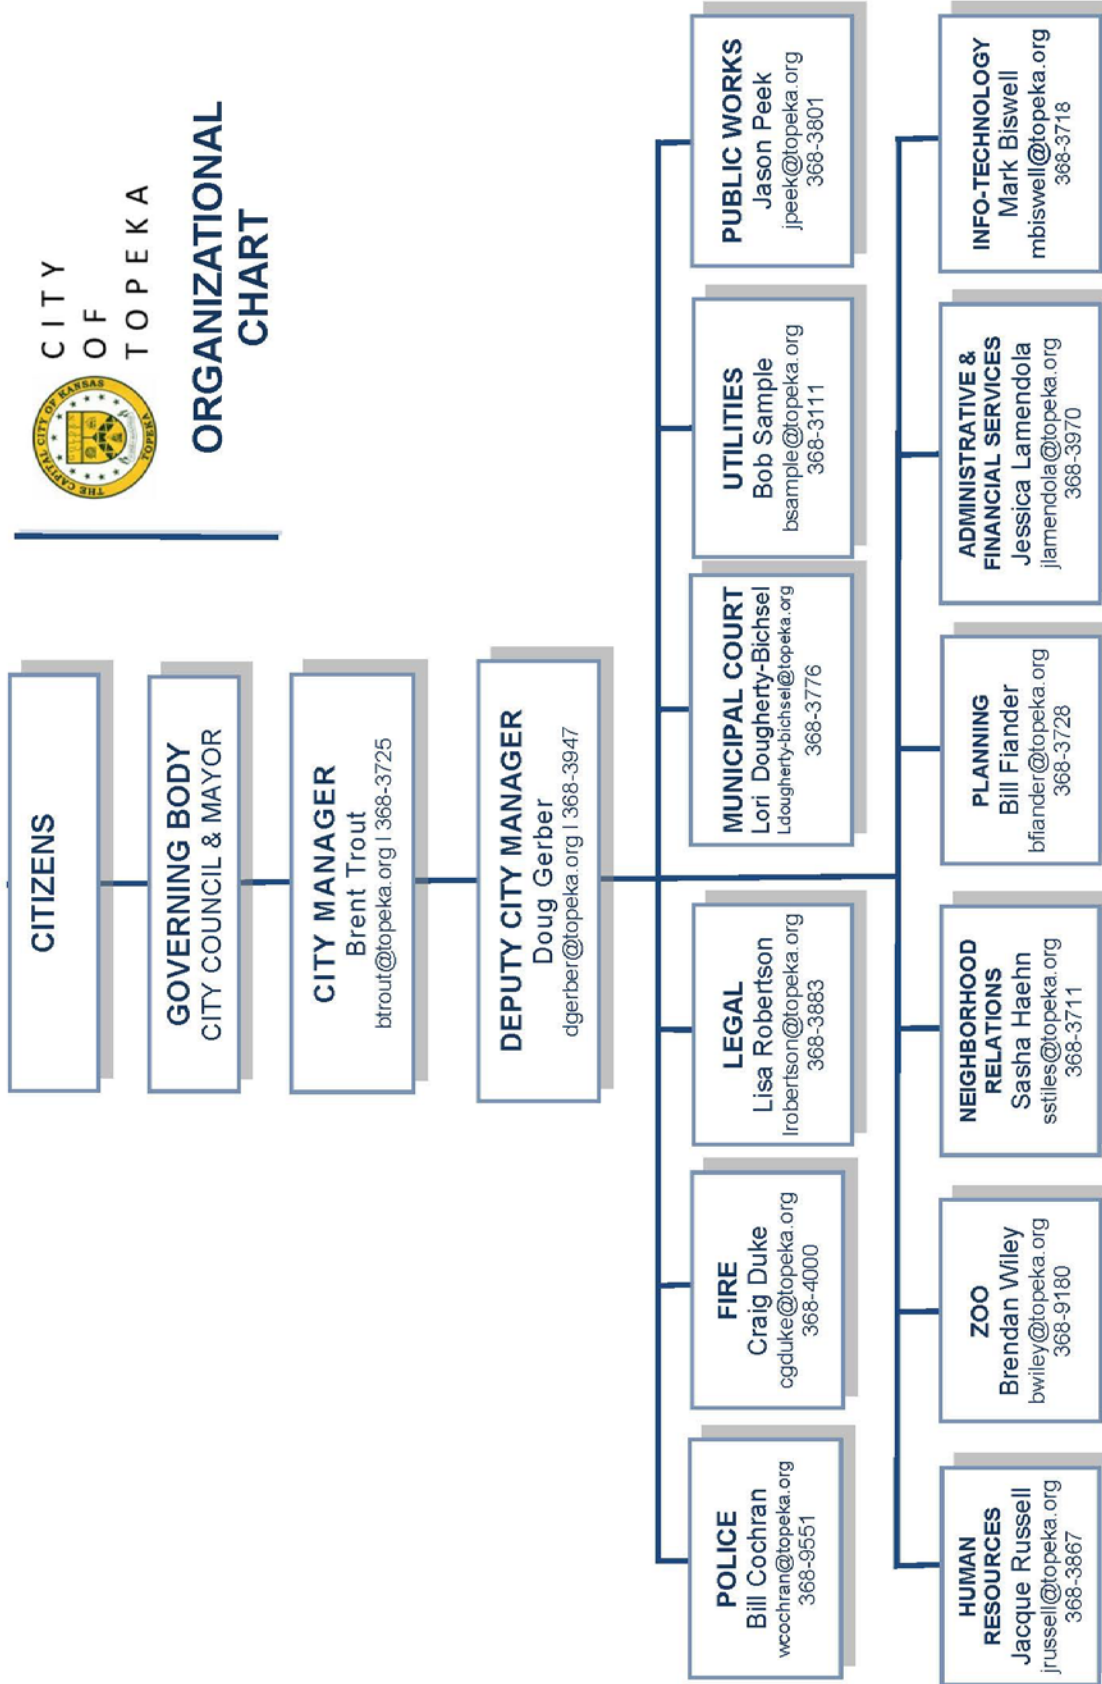 CITY
OF
TOPEKA
THE CAPITAL CITY OF KANSAS
TOPEKA
ORGANIZATIONAL
CHART
CITIZENS
GOVERNING BODY
CITY COUNCIL & MAYOR
CITY MANAGER
Brent Trout
btrout@topeka.org | 368-3725
DEPUTY CITY MANAGER
Doug Gerber
dgerber@topeka.org | 368-3947
POLICE
Bill Cochran
wcochran@topeka.org
368-9551
FIRE
Craig Duke
cgduke@topeka.org
368-4000
LEGAL
Lisa Robertson
lrobertson@topeka.org
368-3883
MUNICIPAL COURT
Lori Dougherty-Bichsel
Ldougherty-bichsel@topeka.org
368-3776
UTILITIES
Bob Sample
bsample@topeka.org
368-3111
PUBLIC WORKS
Jason Peek
jpeek@topeka.org
368-3801
HUMAN
RESOURCES
Jacque Russell
jrussell@topeka.org
368-3867
ZOO
Brendan Wiley
bwiley@topeka.org
368-9180
NEIGHBORHOOD
RELATIONS
Sasha Haehn
sstiles@topeka.org
368-3711
PLANNING
Bill Fiander
bfiander@topeka.org
368-3728
ADMINISTRATIVE &
FINANCIAL SERVICES
Jessica Lamendola
jlamendola@topeka.org
368-3970
INFO-TECHNOLOGY
Mark Biswell
mbiswell@topeka.org
368-3718